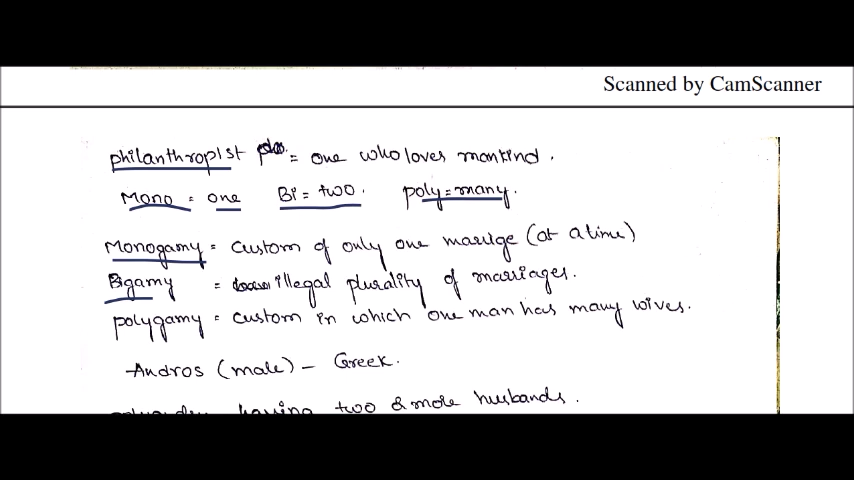 Scanned by CamScanner
philanthropist = one who loves mankind.
Mono = one Bi = two. poly = many.
Monogamy = custom of only one marige (at a time)
Bigamy = illegal plurality of marriages.
polygamy = custom in which one man has many wives.
Andros (male) - Greek.
having two & more husbands.